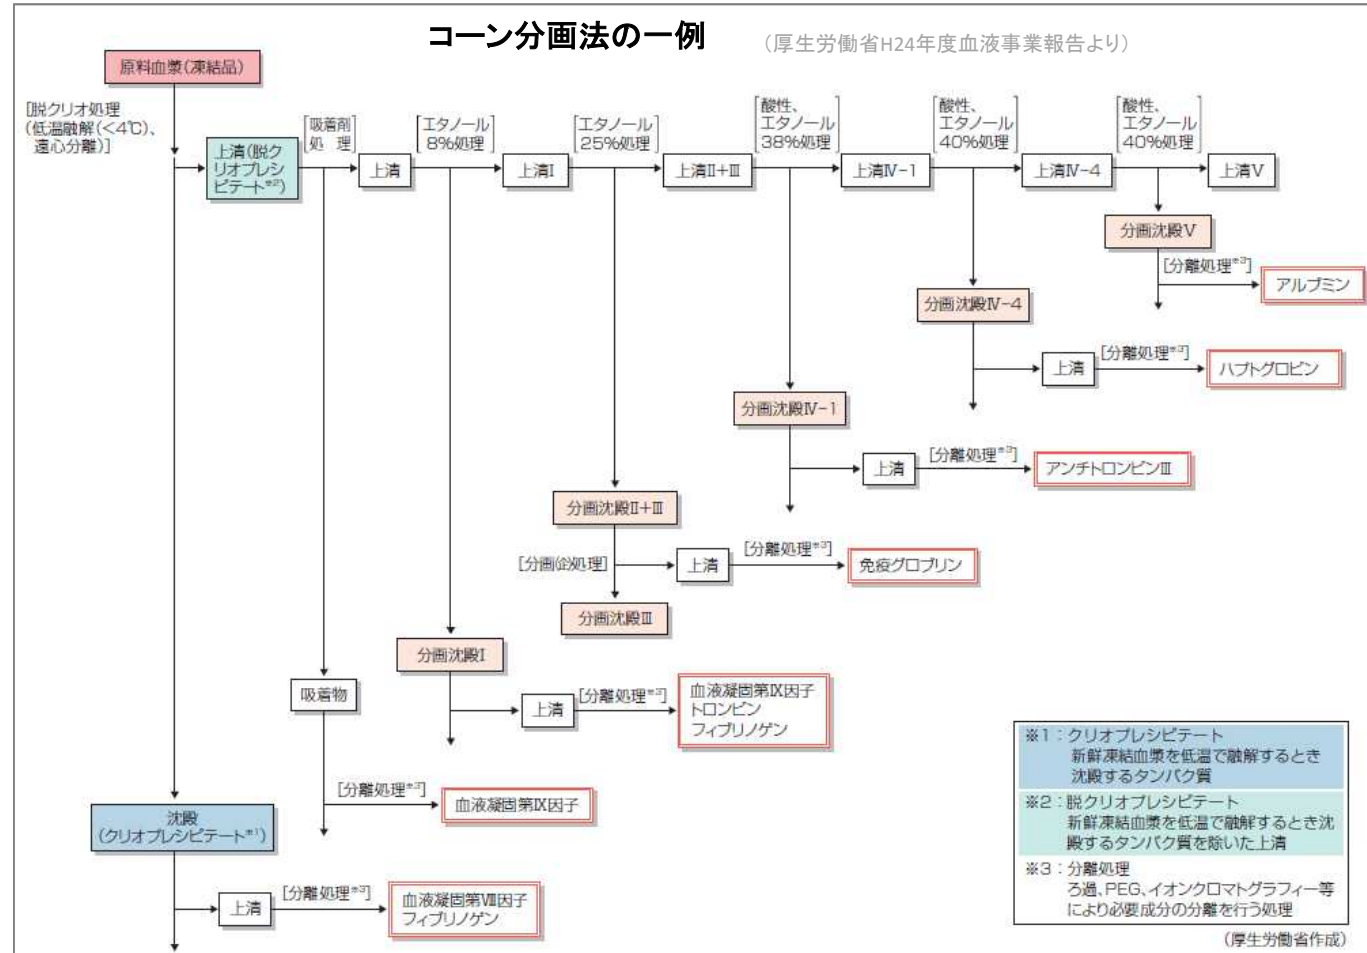 コーン分画法の一例
(厚生労働省H24年度血液事業報告より)
原料血漿(凍結品)
[脱クリオ処理
(低温融解(<4℃)、
遠心分離)]
上清(脱ク
リオプレシ
ピテート※2)
[吸着剤
処 理]
上清
[エタノール
8%処理]
上清Ⅰ
[エタノール
25%処理]
上清Ⅱ+Ⅲ
[酸性、
エタノール
38%処理]
上清Ⅳ-1
[酸性、
エタノール
40%処理]
上清Ⅳ-4
[酸性、
エタノール
40%処理]
上清Ⅴ
分画沈殿Ⅴ
[分離処理※3]
アルブミン
分画沈殿Ⅳ-4
上清
[分離処理※3]
ハプトグロビン
分画沈殿Ⅳ-1
上清
[分離処理※3]
アンチトロンビンⅢ
分画沈殿Ⅱ+Ⅲ
[分画㈽処理]
上清
[分離処理※3]
免疫グロブリン
分画沈殿Ⅲ
分画沈殿Ⅰ
上清
[分離処理※3]
血液凝固第Ⅸ因子
トロンビン
フィブリノゲン
吸着物
[分離処理※3]
血液凝固第Ⅸ因子
沈殿
(クリオプレシピテート※1)
上清
[分離処理※3]
血液凝固第Ⅷ因子
フィブリノゲン
※1:クリオプレシピテート
新鮮凍結血漿を低温で融解するとき
沈殿するタンパク質
※2:脱クリオプレシピテート
新鮮凍結血漿を低温で融解するとき沈
殿するタンパク質を除いた上清
※3:分離処理
ろ過、PEG、イオンクロマトグラフィー等
により必要成分の分離を行う処理
(厚生労働省作成)